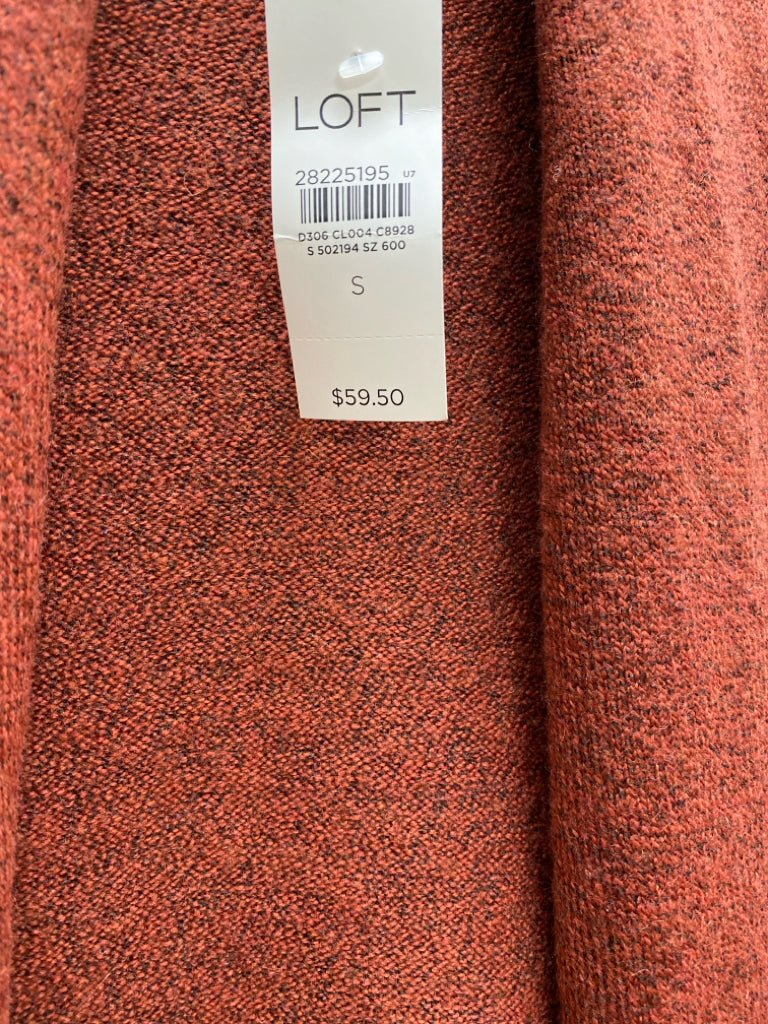 LOFT
28225195 U7
D306 CL004 C8928
S 502194 SZ 600
S
$59.50